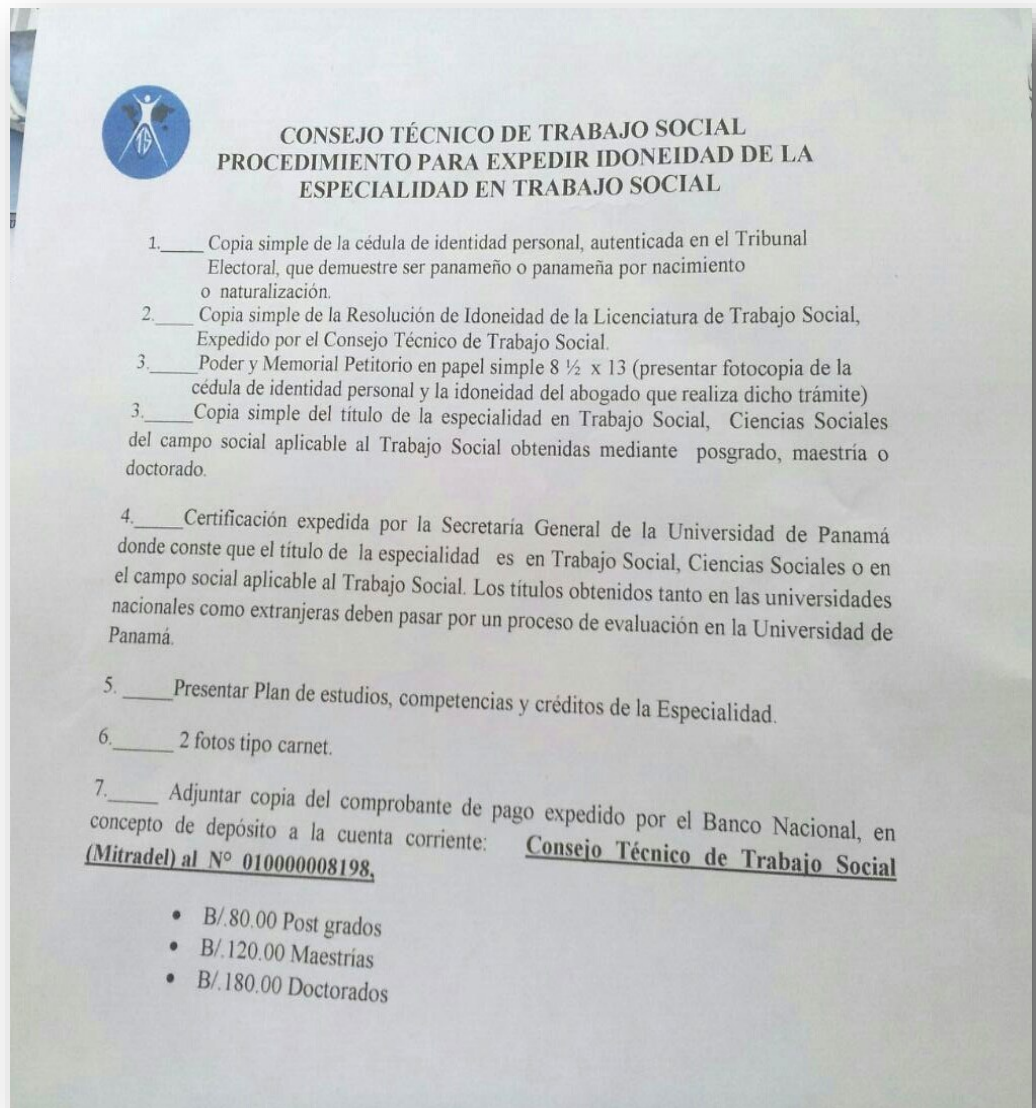 TS
CONSEJO TÉCNICO DE TRABAJO SOCIAL
PROCEDIMIENTO PARA EXPEDIR IDONEIDAD DE LA
ESPECIALIDAD EN TRABAJO SOCIAL
1.____ Copia simple de la cédula de identidad personal, autenticada en el Tribunal
Electoral, que demuestre ser panameño o panameña por nacimiento
o naturalización.
2.____ Copia simple de la Resolución de Idoneidad de la Licenciatura de Trabajo Social,
Expedido por el Consejo Técnico de Trabajo Social.
3.____Poder y Memorial Petitorio en papel simple 8 ½ x 13 (presentar fotocopia de la
cédula de identidad personal y la idoneidad del abogado que realiza dicho trámite)
3.____Copia simple del título de la especialidad en Trabajo Social, Ciencias Sociales
del campo social aplicable al Trabajo Social obtenidas mediante posgrado, maestría o
doctorado.
4.____Certificación expedida por la Secretaría General de la Universidad de Panamá
donde conste que el título de la especialidad es en Trabajo Social, Ciencias Sociales o en
el campo social aplicable al Trabajo Social. Los títulos obtenidos tanto en las universidades
nacionales como extranjeras deben pasar por un proceso de evaluación en la Universidad de
Panamá.
5. ____Presentar Plan de estudios, competencias y créditos de la Especialidad.
6.____ 2 fotos tipo carnet.
7.____ Adjuntar copia del comprobante de pago expedido por el Banco Nacional, en
concepto de depósito a la cuenta corriente: Consejo Técnico de Trabajo Social
(Mitradel) al N° 010000008198,
• B/.80.00 Post grados
• B/.120.00 Maestrías
• B/.180.00 Doctorados